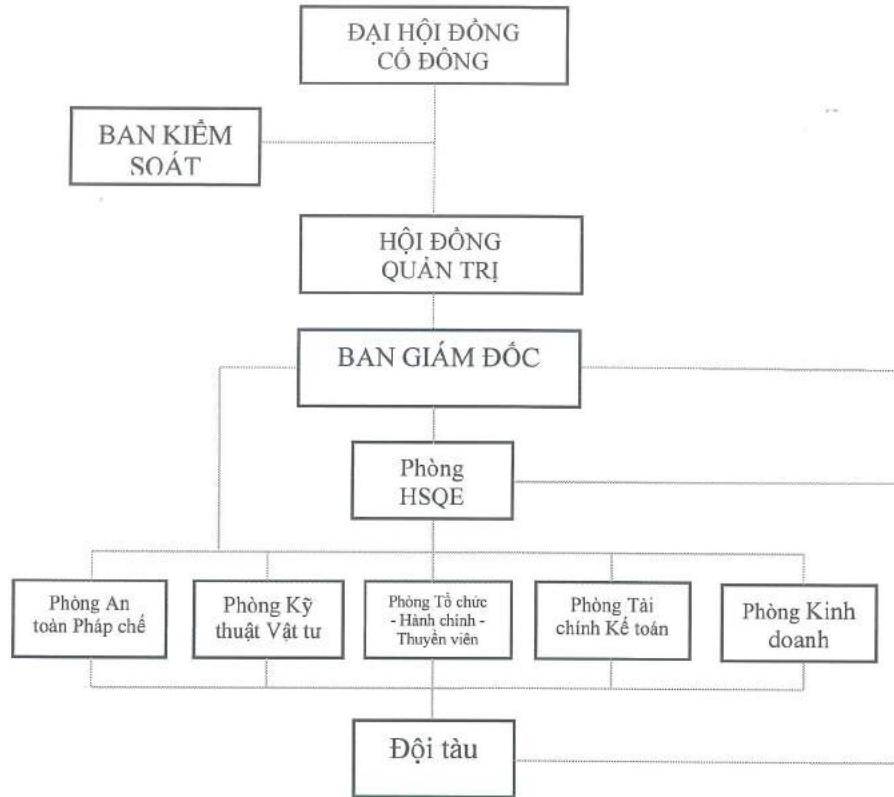 ĐẠI HỘI ĐỒNG
CỔ ĐÔNG
BAN KIỂM
SOÁT
HỘI ĐỒNG
QUẢN TRỊ
BAN GIÁM ĐỐC
Phòng
HSQE
Phòng An
toàn Pháp chế
Phòng Kỹ
thuật Vật tư
Phòng Tổ chức
- Hành chính -
Thuyền viên
Phòng Tài
chính Kế toán
Phòng Kinh
doanh
Đội tàu